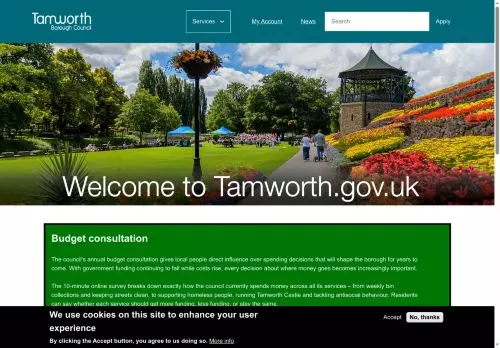 Tamworth
Borough Council
Services
My Account
News
Search
Apply
Welcome to Tamworth.gov.uk
Budget consultation
The council's annual budget consultation gives local people direct influence over spending decisions that will shape the borough for years to
come. With government funding continuing to fall while costs rise, every decision about where money goes becomes increasingly important.
The 10-minute online survey breaks down exactly how the council currently spends money across all its services – from weekly bin
collections and keeping streets clean, to supporting homeless people, running Tamworth Castle and tackling antisocial behaviour. Residents
can say whether each service should get more funding, less funding, or stay the same.
We use cookies on this site to enhance your user
experience
By clicking the Accept button, you agree to us doing so. More info
Accept
No, thanks